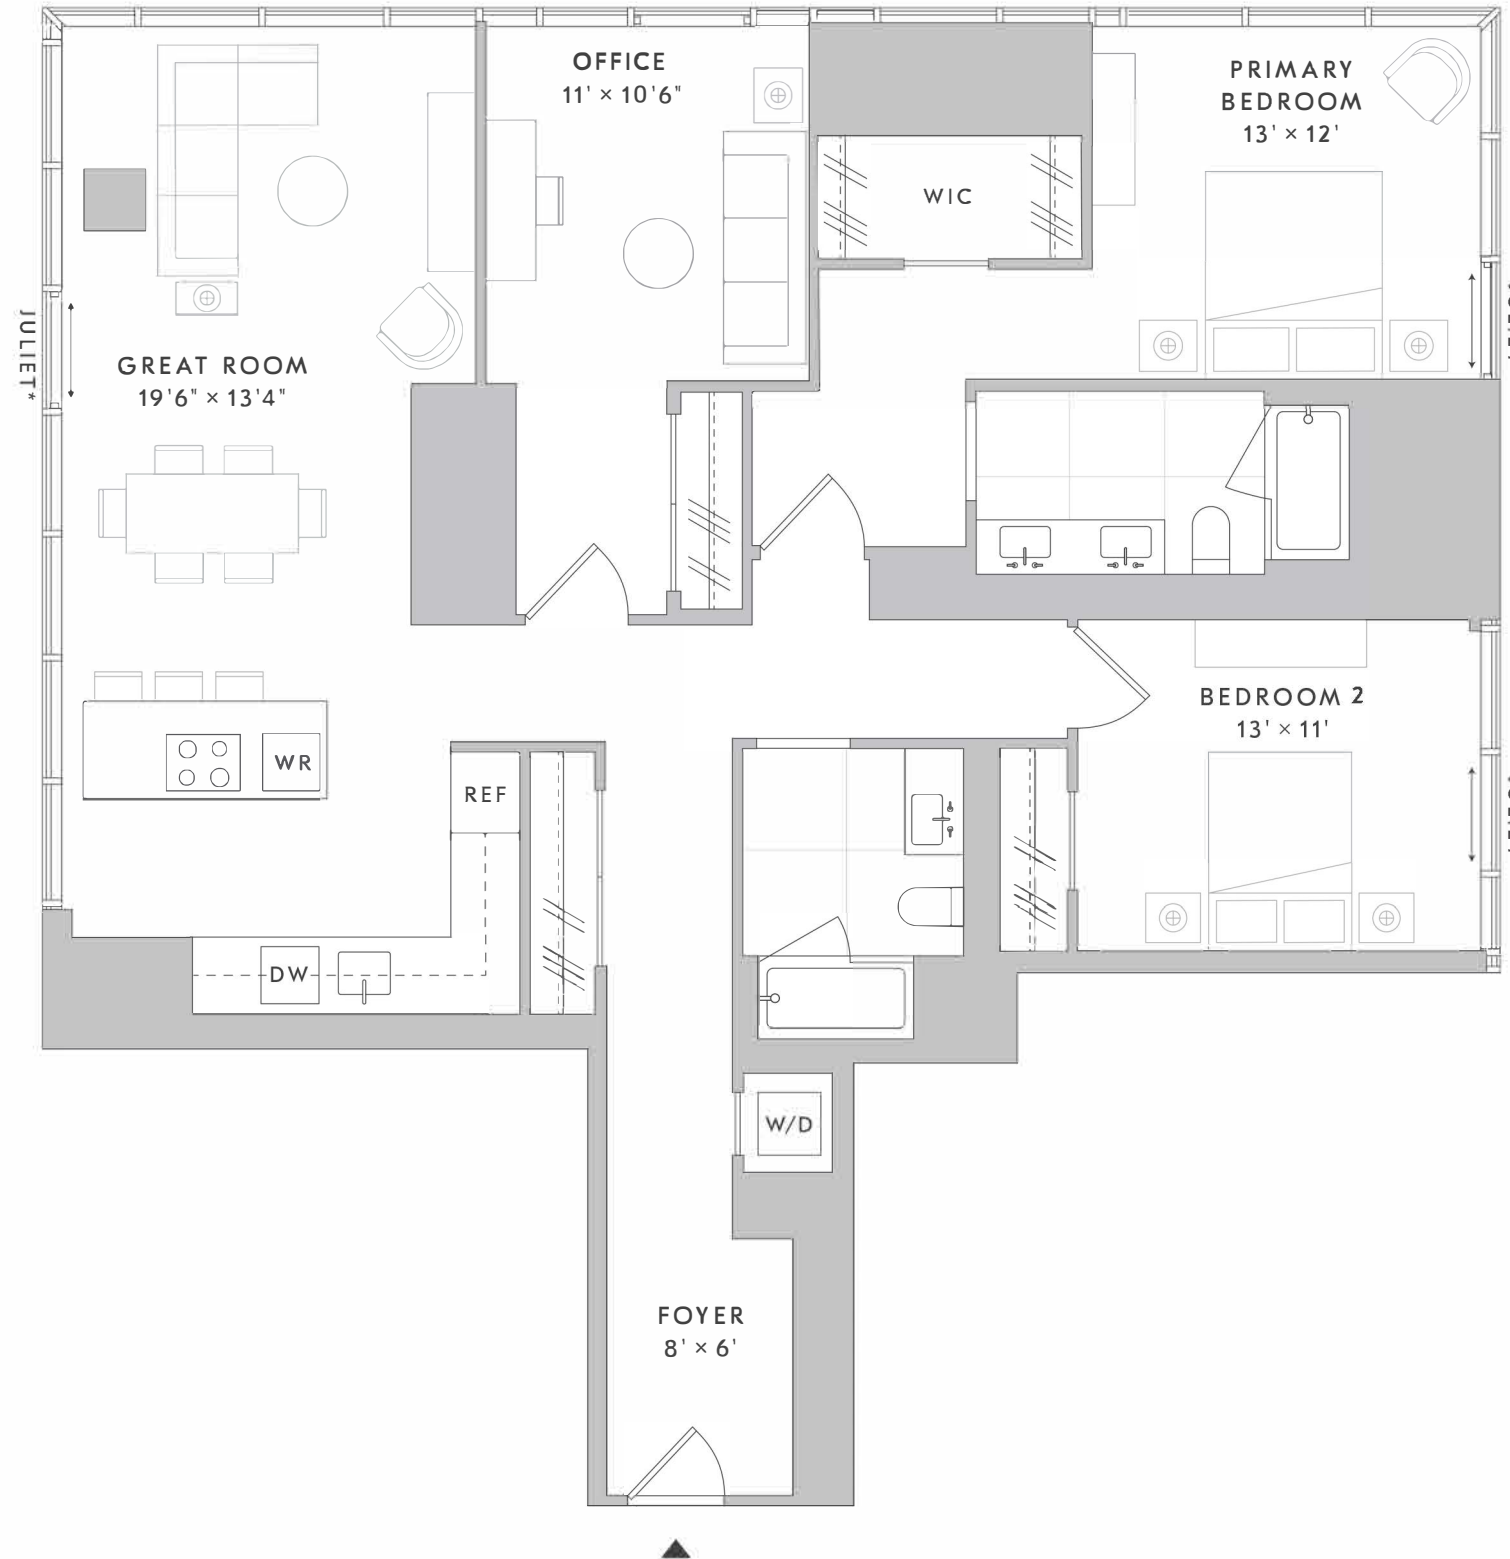 OFFICE
11' × 10'6"
PRIMARY
BEDROOM
13' × 12'
WIC
JULIET*
GREAT ROOM
19'6" × 13'4"
BEDROOM 2
13' × 11'
WR
REF
DW
W/D
FOYER
8' × 6'